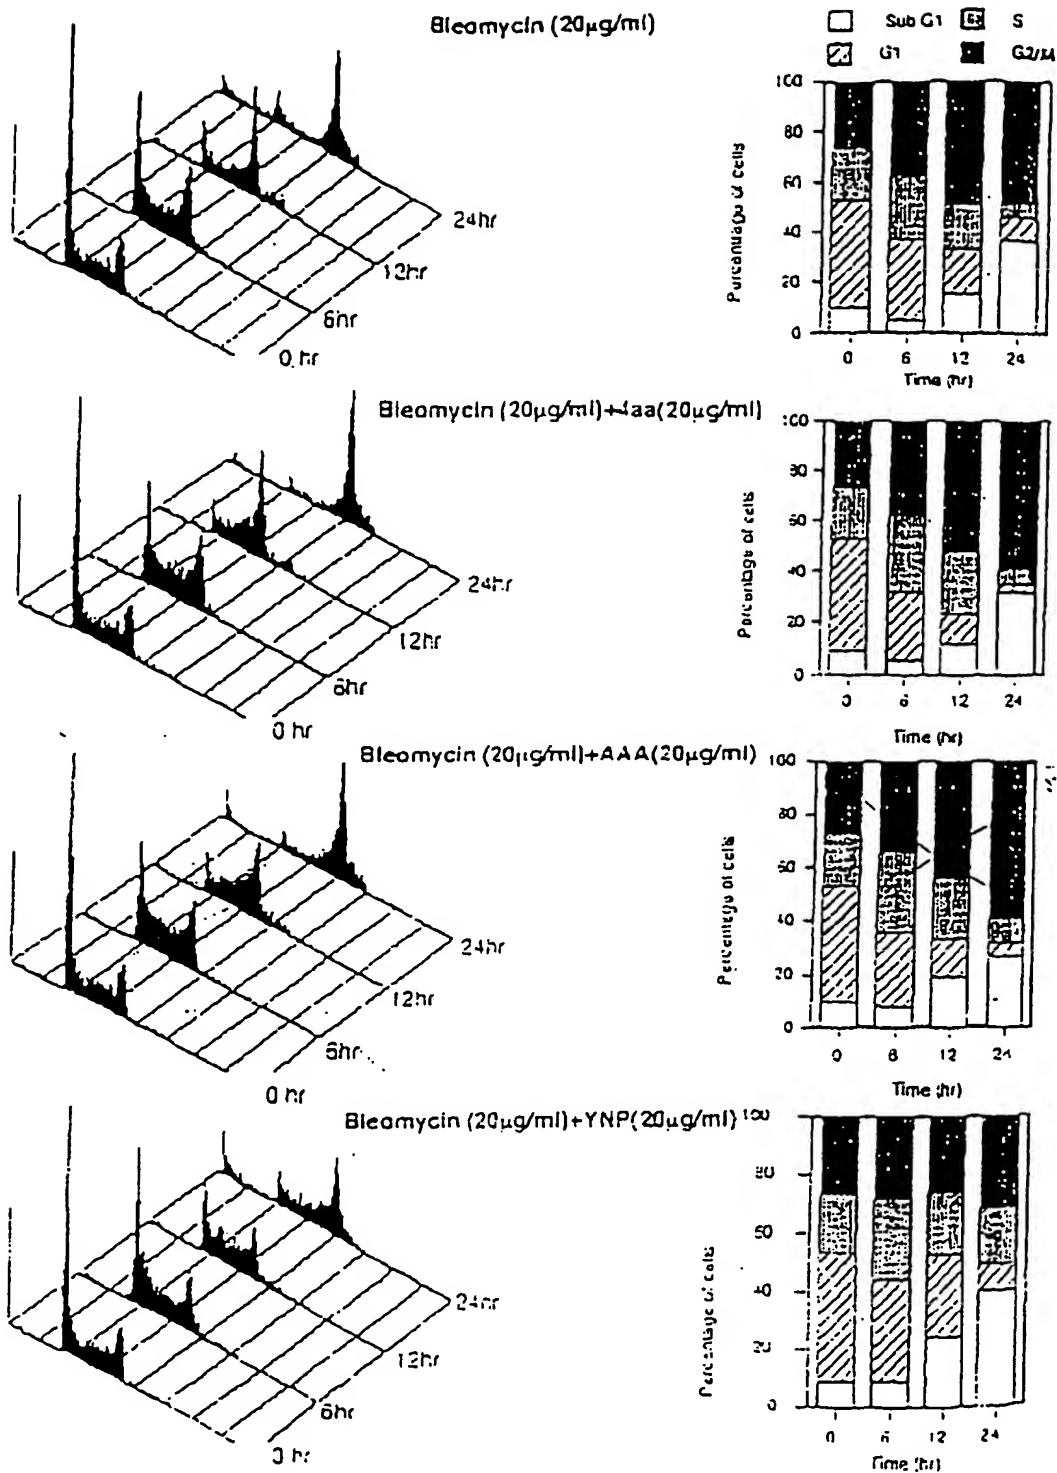 Bleomycin (20µg/ml)
Sub G1 S
G1 G2/M
24hr
12hr
6hr
0 hr
Percentage of cells
100
80
60
40
20
0
0 6 12 24
Time (hr)
Bleomycin (20µg/ml)+4aa(20µg/ml)
24hr
12hr
6hr
0 hr
Percentage of cells
100
80
60
40
20
0
0 6 12 24
Time (hr)
Bleomycin (20µg/ml)+AAA(20µg/ml)
24hr
12hr
6hr
0 hr
Percentage of cells
100
80
60
40
20
0
0 6 12 24
Time (hr)
Bleomycin (20µg/ml)+YNP(20µg/ml)
24hr
12hr
6hr
0 hr
Percentage of cells
100
80
60
40
20
0
0 6 12 24
Time (hr)